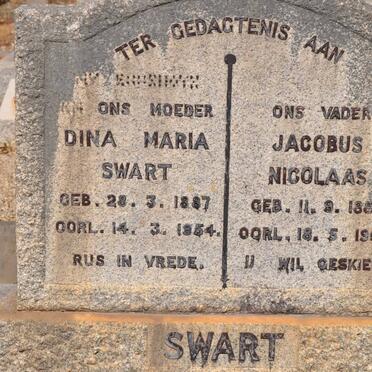 TER GEDAGTENIS AAN
ONS MOEDER
DINA MARIA
SWART
GEB. 28. 3. 1887
OORL. 14. 3. 1954.
RUS IN VREDE.
ONS VADER
JACOBUS
NICOLAAS
GEB. 11. 9.
OORL. 18. 5.
U WIL GESKIE
SWART